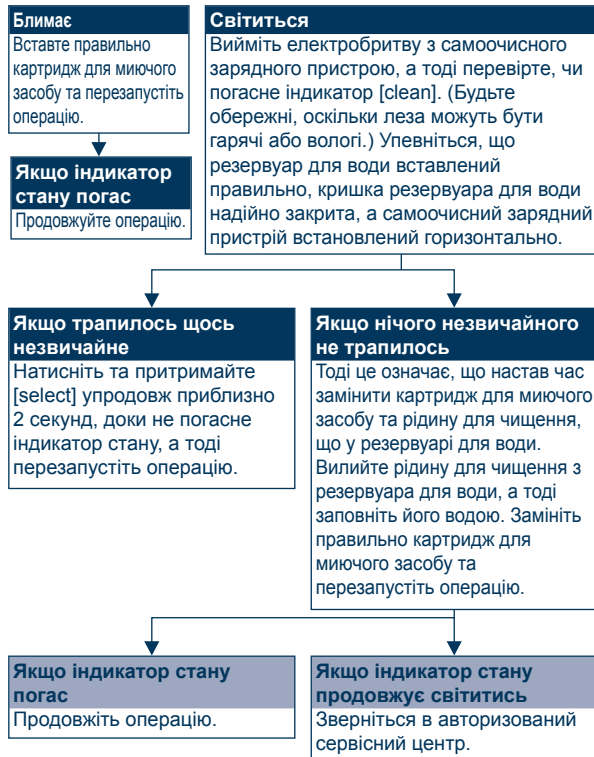 Блимає
Вставте правильно
картридж для миючого
засобу та перезапустіть
операцію.
Якщо індикатор
стану погас
Продовжуйте операцію.
Світиться
Вийміть електробритву з самоочисного
зарядного пристрою, а тоді перевірте, чи
погасне індикатор [clean]. (Будьте
обережні, оскільки леза можуть бути
гарячі або вологі.) Упевніться, що
резервуар для води вставлений
правильно, кришка резервуара для води
надійно закрита, а самоочисний зарядний
пристрій встановлений горизонтально.
Якщо трапилось щось
незвичайне
Натисніть та притримайте
[select] упродовж приблизно
2 секунд, доки не погасне
індикатор стану, а тоді
перезапустіть операцію.
Якщо нічого незвичайного
не трапилось
Тоді це означає, що настав час
замінити картридж для миючого
засобу та рідину для чищення,
що у резервуарі для води.
Вилийте рідину для чищення з
резервуара для води, а тоді
заповніть його водою. Замініть
правильно картридж для
миючого засобу та
перезапустіть операцію.
Якщо індикатор стану
погас
Продовжіть операцію.
Якщо індикатор стану
продовжує світитись
Зверніться в авторизований
сервісний центр.